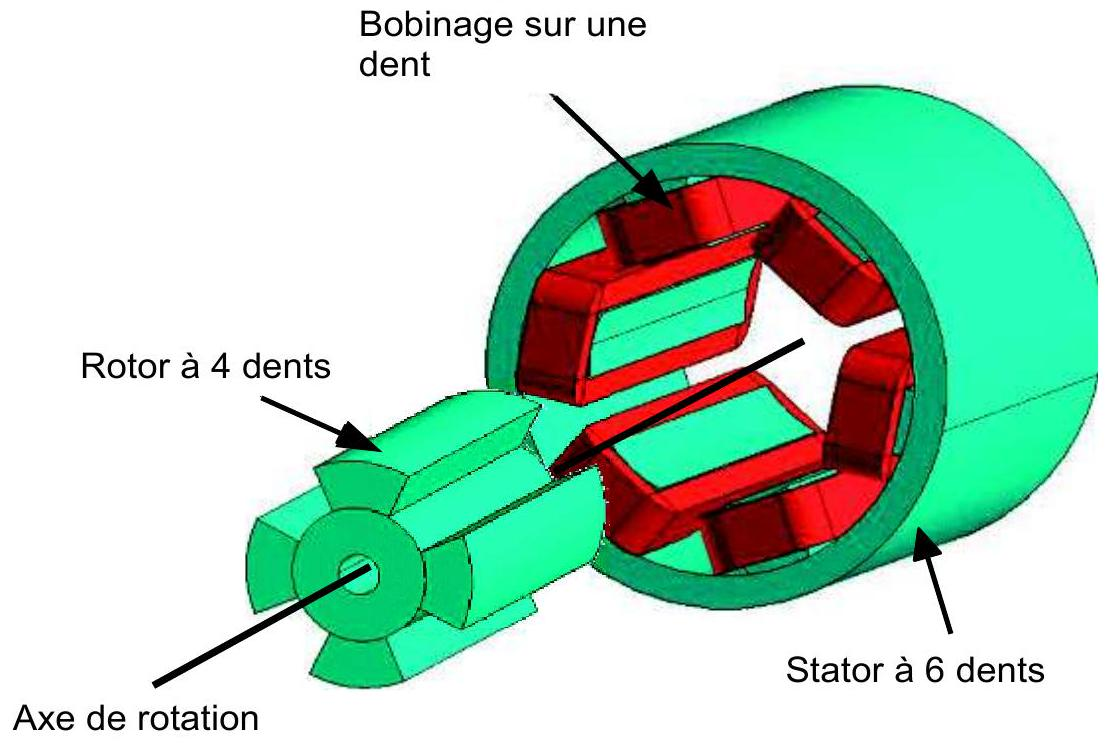 Bobinage sur une
dent
Rotor à 4 dents
Stator à 6 dents
Axe de rotation